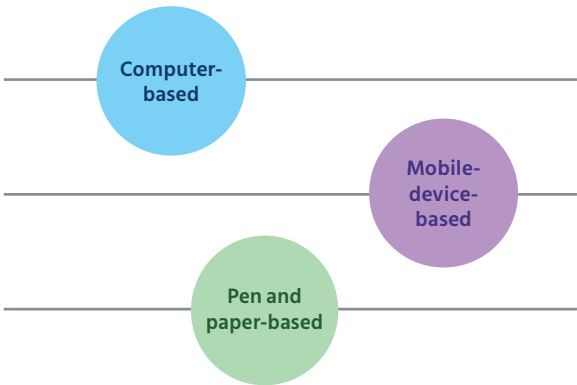 Computer-
based
Mobile-
device-
based
Pen and
paper-based